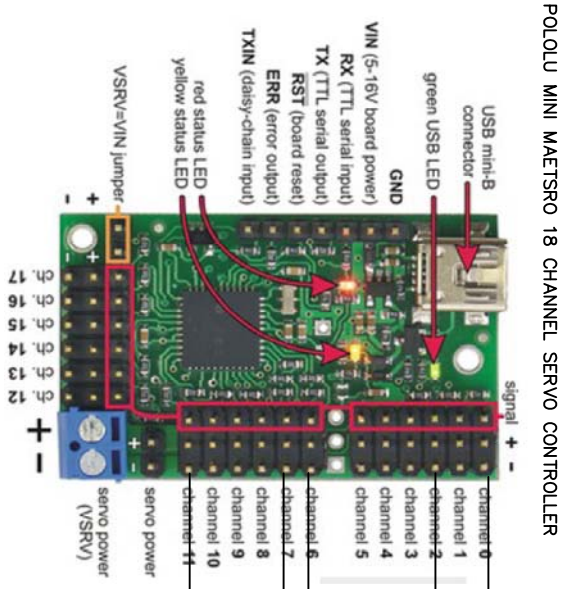 POLOLU MINI MAETSRO 18 CHANNEL SERVO CONTROLLER
USB mini-B
connector
green USB LED
GND
VIN (5-16V board power)
RX (TTL serial input)
TX (TTL serial output)
RST (board reset)
ERR (error output)
TXIN (daisy-chain input)
red status LED
yellow status LED
VSRV=VIN jumper
- +
- +
ch. 17
ch. 16
ch. 15
ch. 14
ch. 13
ch. 12
signal + -
channel 0
channel 1
channel 2
channel 3
channel 4
channel 5
channel 6
channel 7
channel 8
channel 9
channel 10
channel 11
+ -
servo power
+ -
servo power
(VSRV)